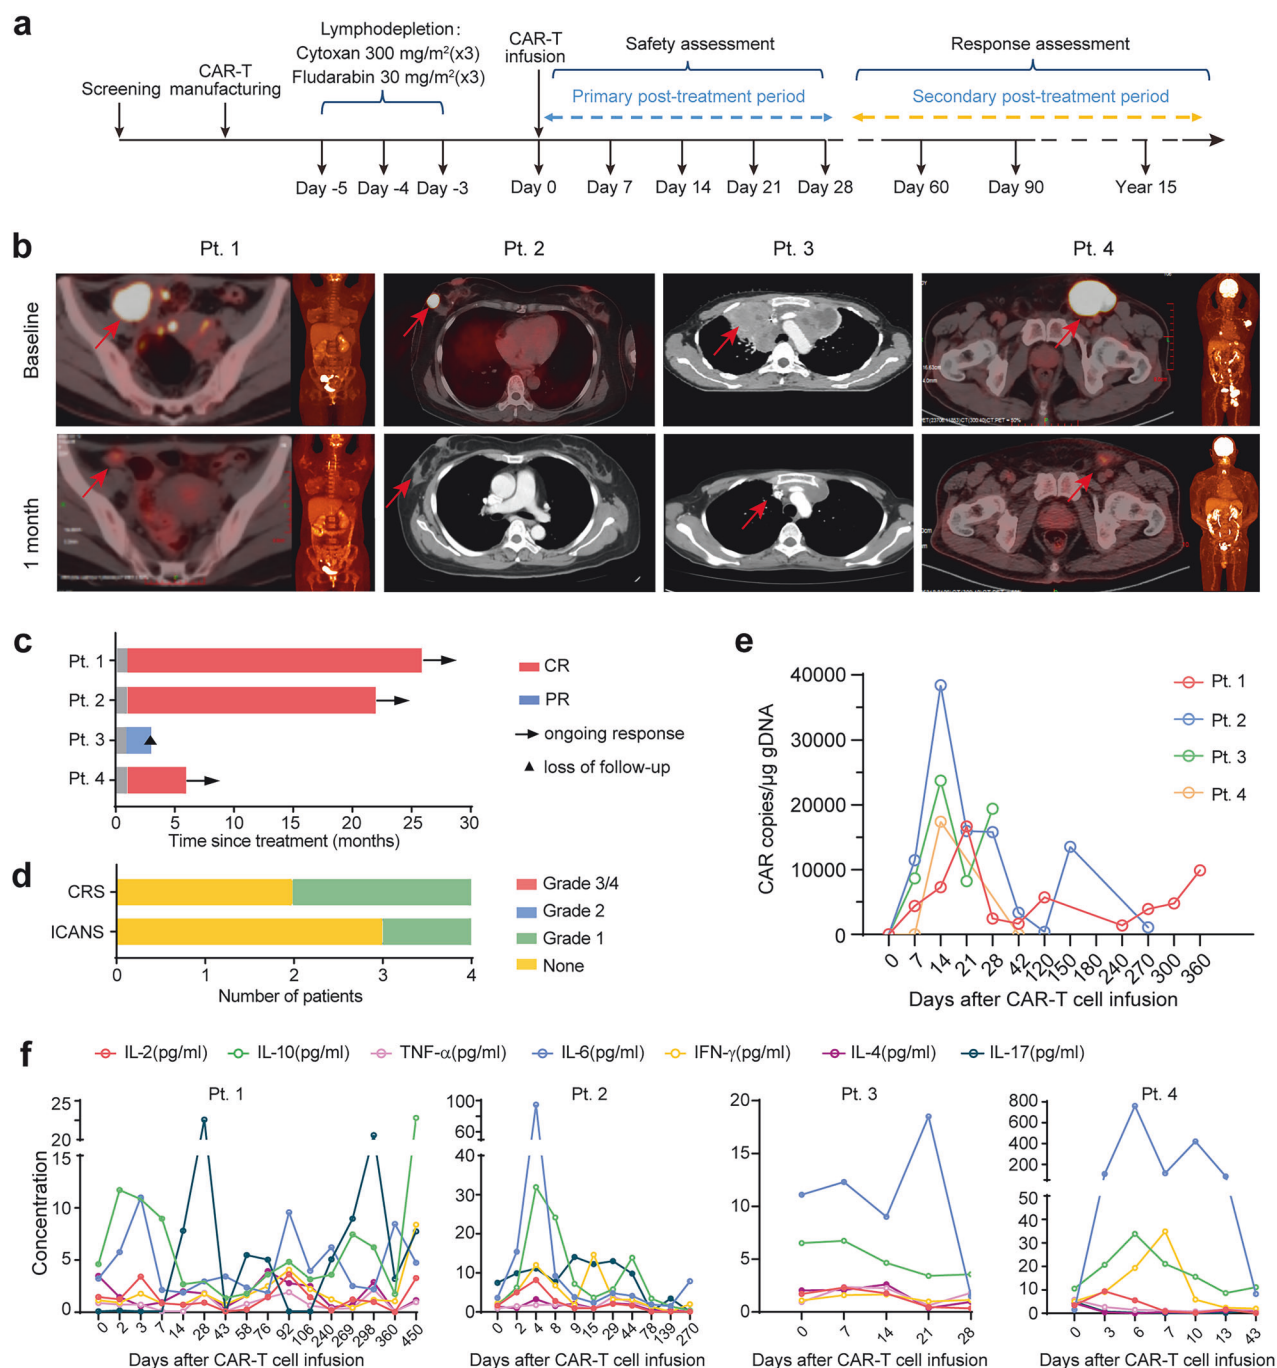 a
Lymphodepletion:
Cytoxan 300 mg/m²(x3)
Fludarabin 30 mg/m²(x3)
CAR-T
infusion
Safety assessment
Response assessment
Screening
CAR-T
manufacturing
Primary post-treatment period
Secondary post-treatment period
Day -5 Day -4 Day -3 Day 0 Day 7 Day 14 Day 21 Day 28 Day 60 Day 90 Year 15
b
Pt. 1 Pt. 2 Pt. 3 Pt. 4
Baseline
1 month
c
Pt. 1
Pt. 2
Pt. 3
Pt. 4
0 5 10 15 20 25 30
Time since treatment (months)
CR
PR
ongoing response
loss of follow-up
d
CRS
ICANS
0 1 2 3 4
Number of patients
Grade 3/4
Grade 2
Grade 1
None
e
CAR copies/µg gDNA
40000
30000
20000
10000
0
0 7 14 21 28 42 120 150 180 240 270 300 360
Days after CAR-T cell infusion
Pt. 1
Pt. 2
Pt. 3
Pt. 4
f
IL-2(pg/ml) IL-10(pg/ml) TNF-α(pg/ml) IL-6(pg/ml) IFN-γ(pg/ml) IL-4(pg/ml) IL-17(pg/ml)
Concentration
Pt. 1
25
20
15
10
5
0
0 2 3 7 14 28 43 58 76 92 106 240 269 298 360 450
Days after CAR-T cell infusion
Pt. 2
100
60
40
30
20
10
0
0 2 4 8 9 15 29 44 78 139 270
Days after CAR-T cell infusion
Pt. 3
20
15
10
5
0
0 7 14 21 28
Days after CAR-T cell infusion
Pt. 4
800
600
400
200
50
40
30
20
10
0
0 3 6 7 10 13 43
Days after CAR-T cell infusion